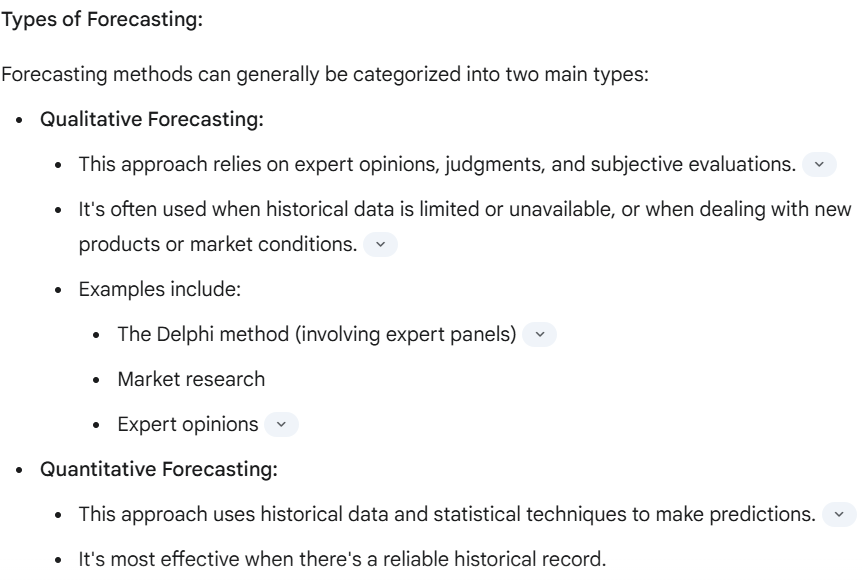 Types of Forecasting:
Forecasting methods can generally be categorized into two main types:
• Qualitative Forecasting:
• This approach relies on expert opinions, judgments, and subjective evaluations.
• It's often used when historical data is limited or unavailable, or when dealing with new
products or market conditions.
• Examples include:
• The Delphi method (involving expert panels)
• Market research
• Expert opinions
• Quantitative Forecasting:
• This approach uses historical data and statistical techniques to make predictions.
• It's most effective when there's a reliable historical record.